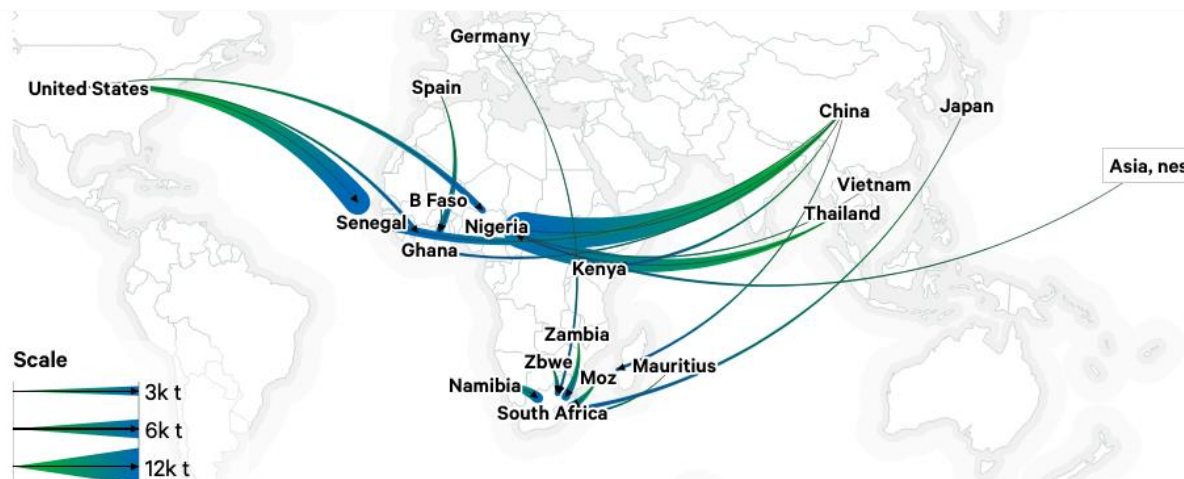 Germany
United States
Spain
China
Japan
Asia, nes
Vietnam
B Faso
Thailand
Senegal
Nigeria
Ghana
Kenya
Zambia
Scale
Zbwe
Mauritius
Moz
Namibia
3k t
South Africa
6k t
12k t